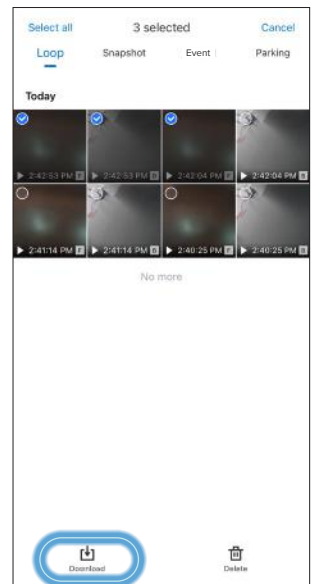 Select all 3 selected Cancel
Loop Snapshot Event Parking
Today
2:42:53 PM F 2:42:53 PM B 2:42:04 PM F 2:42:04 PM B
2:41:14 PM F 2:41:14 PM B 2:40:25 PM F 2:40:25 PM B
No more
Download Delete